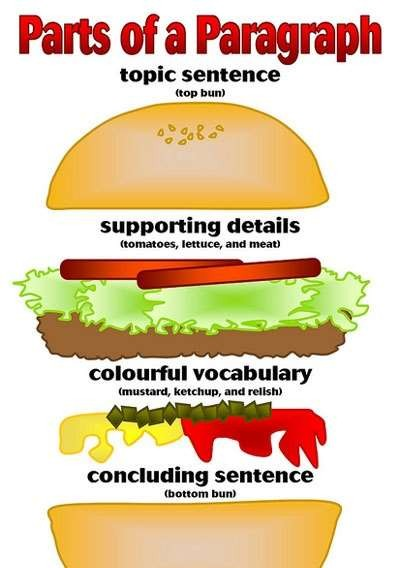 Parts of a Paragraph
topic sentence
(top bun)
supporting details
(tomatoes, lettuce, and meat)
colourful vocabulary
(mustard, ketchup, and relish)
concluding sentence
(bottom bun)